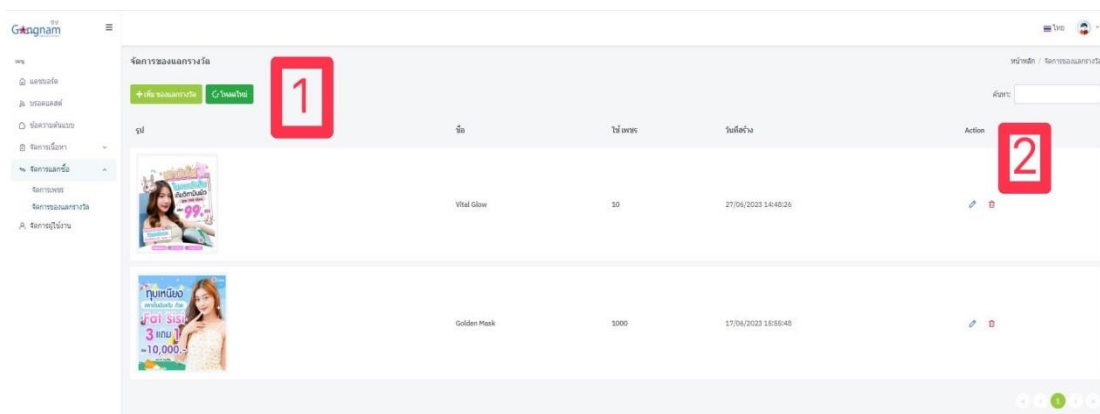 Gangnam
ไทย
เมนู
แดชบอร์ด
บรอดแคสต์
ข้อความต้นแบบ
จัดการเนื้อหา
จัดการแลกซื้อ
จัดการเพชร
จัดการของแลกรางวัล
จัดการผู้ใช้งาน
จัดการของแลกรางวัล
หน้าหลัก / จัดการของแลกรางวัล
+ เพิ่ม ของแลกรางวัล
โหลดใหม่
1
ค้นหา:
รูป ชื่อ ใช้ เพชร วันที่สร้าง Action
2
99.-
Vital Glow 10 27/06/2023 14:48:26
หุบเหนียง
Fat สลาย
3 แถม 1
10,000.-
Golden Mask 1000
1